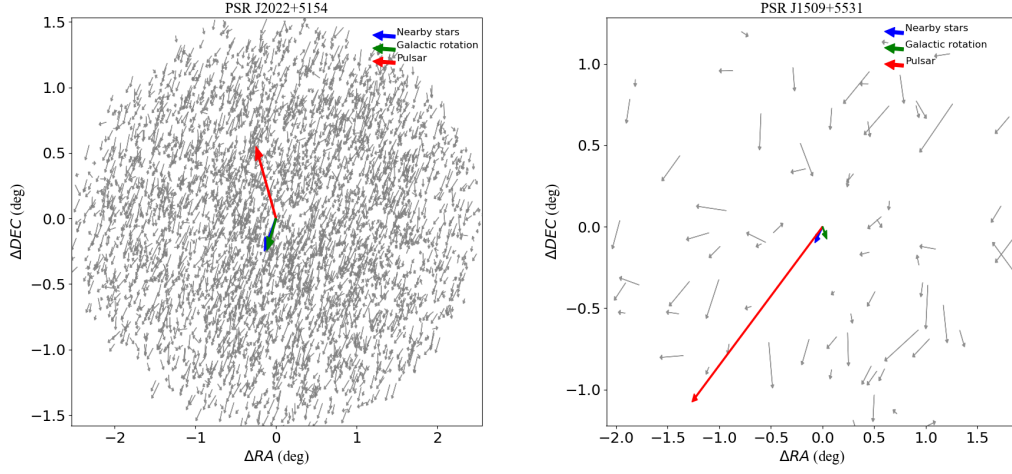 PSR J2022+5154
Nearby stars
Galactic rotation
Pulsar
1.5
1.0
0.5
0.0
−0.5
−1.0
−1.5
ΔDEC (deg)
−2
−1
0
1
2
ΔRA (deg)
PSR J1509+5531
Nearby stars
Galactic rotation
Pulsar
1.0
0.5
0.0
−0.5
−1.0
ΔDEC (deg)
−2.0
−1.5
−1.0
−0.5
0.0
0.5
1.0
1.5
ΔRA (deg)